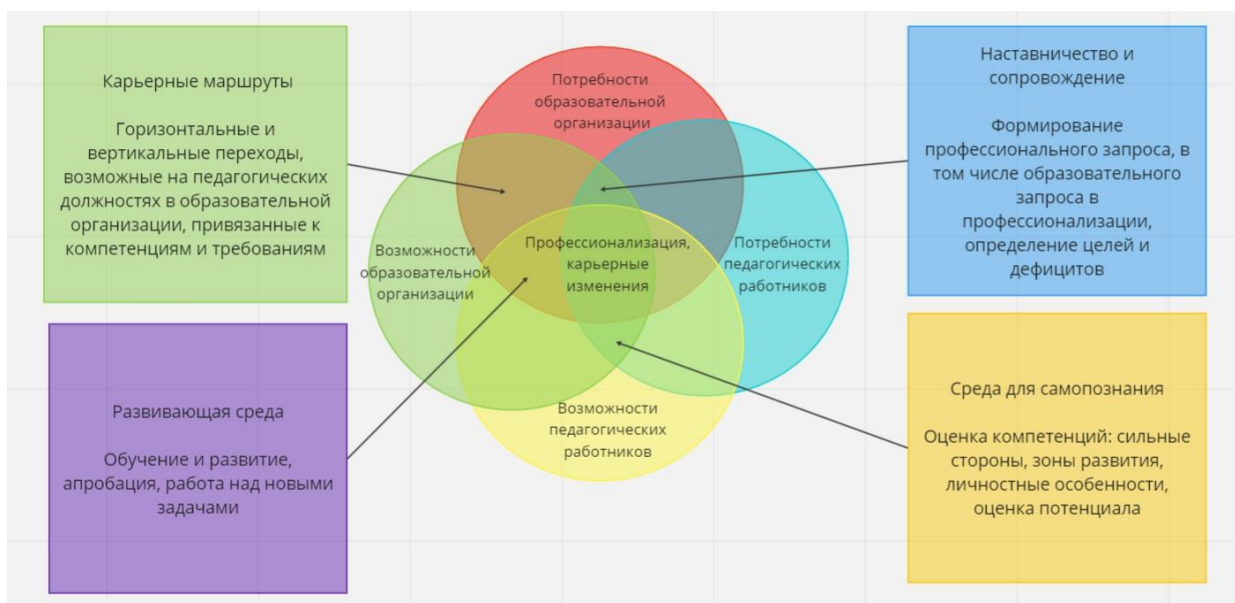 Карьерные маршруты
Горизонтальные и
вертикальные переходы,
возможные на педагогических
должностях в образовательной
организации, привязанные к
компетенциям и требованиям
Развивающая среда
Обучение и развитие,
апробация, работа над новыми
задачами
Потребности
образовательной
организации
Возможности
образовательной
организации
Профессионализация,
карьерные
изменения
Потребности
педагогических
работников
Возможности
педагогических
работников
Наставничество и
сопровождение
Формирование
профессионального запроса, в
том числе образовательного
запроса в
профессионализации,
определение целей и
дефицитов
Среда для самопознания
Оценка компетенций: сильные
стороны, зоны развития,
личностные особенности,
оценка потенциала